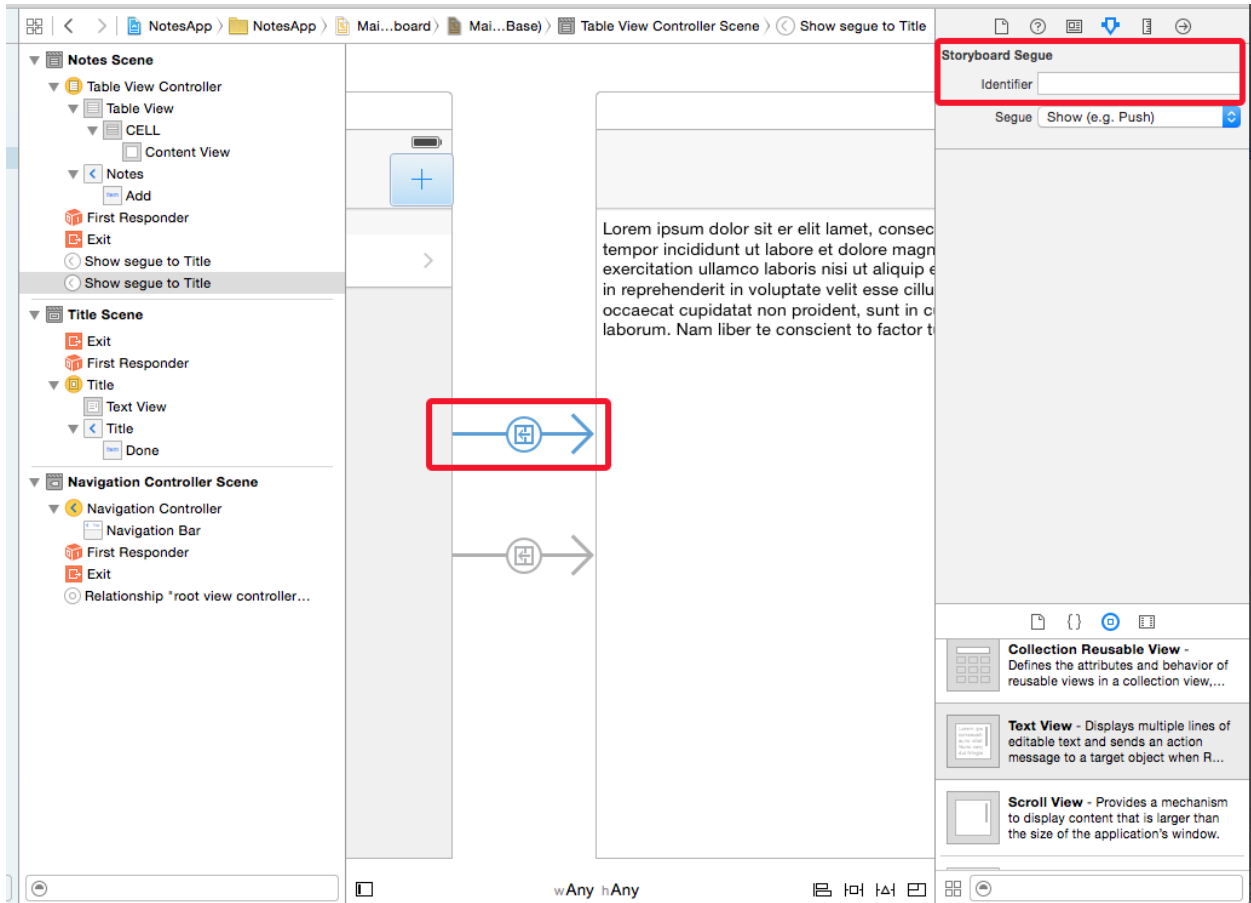 NotesApp
NotesApp
Mai...board
Mai...Base)
Table View Controller Scene
Show segue to Title
Notes Scene
Table View Controller
Table View
CELL
Content View
Notes
Add
First Responder
Exit
Show segue to Title
Show segue to Title
Title Scene
Exit
First Responder
Title
Text View
Title
Done
Navigation Controller Scene
Navigation Controller
Navigation Bar
First Responder
Exit
Relationship "root view controller...
Lorem ipsum dolor sit er elit lamet, consec
tempor incididunt ut labore et dolore magn
exercitation ullamco laboris nisi ut aliquip e
in reprehenderit in voluptate velit esse cillu
occaecat cupidatat non proident, sunt in c
laborum. Nam liber te conscient to factor t
wAny hAny
Storyboard Segue
Identifier
Segue Show (e.g. Push)
Collection Reusable View -
Defines the attributes and behavior of
reusable views in a collection view,...
Text View - Displays multiple lines of
editable text and sends an action
message to a target object when R...
Scroll View - Provides a mechanism
to display content that is larger than
the size of the application's window.